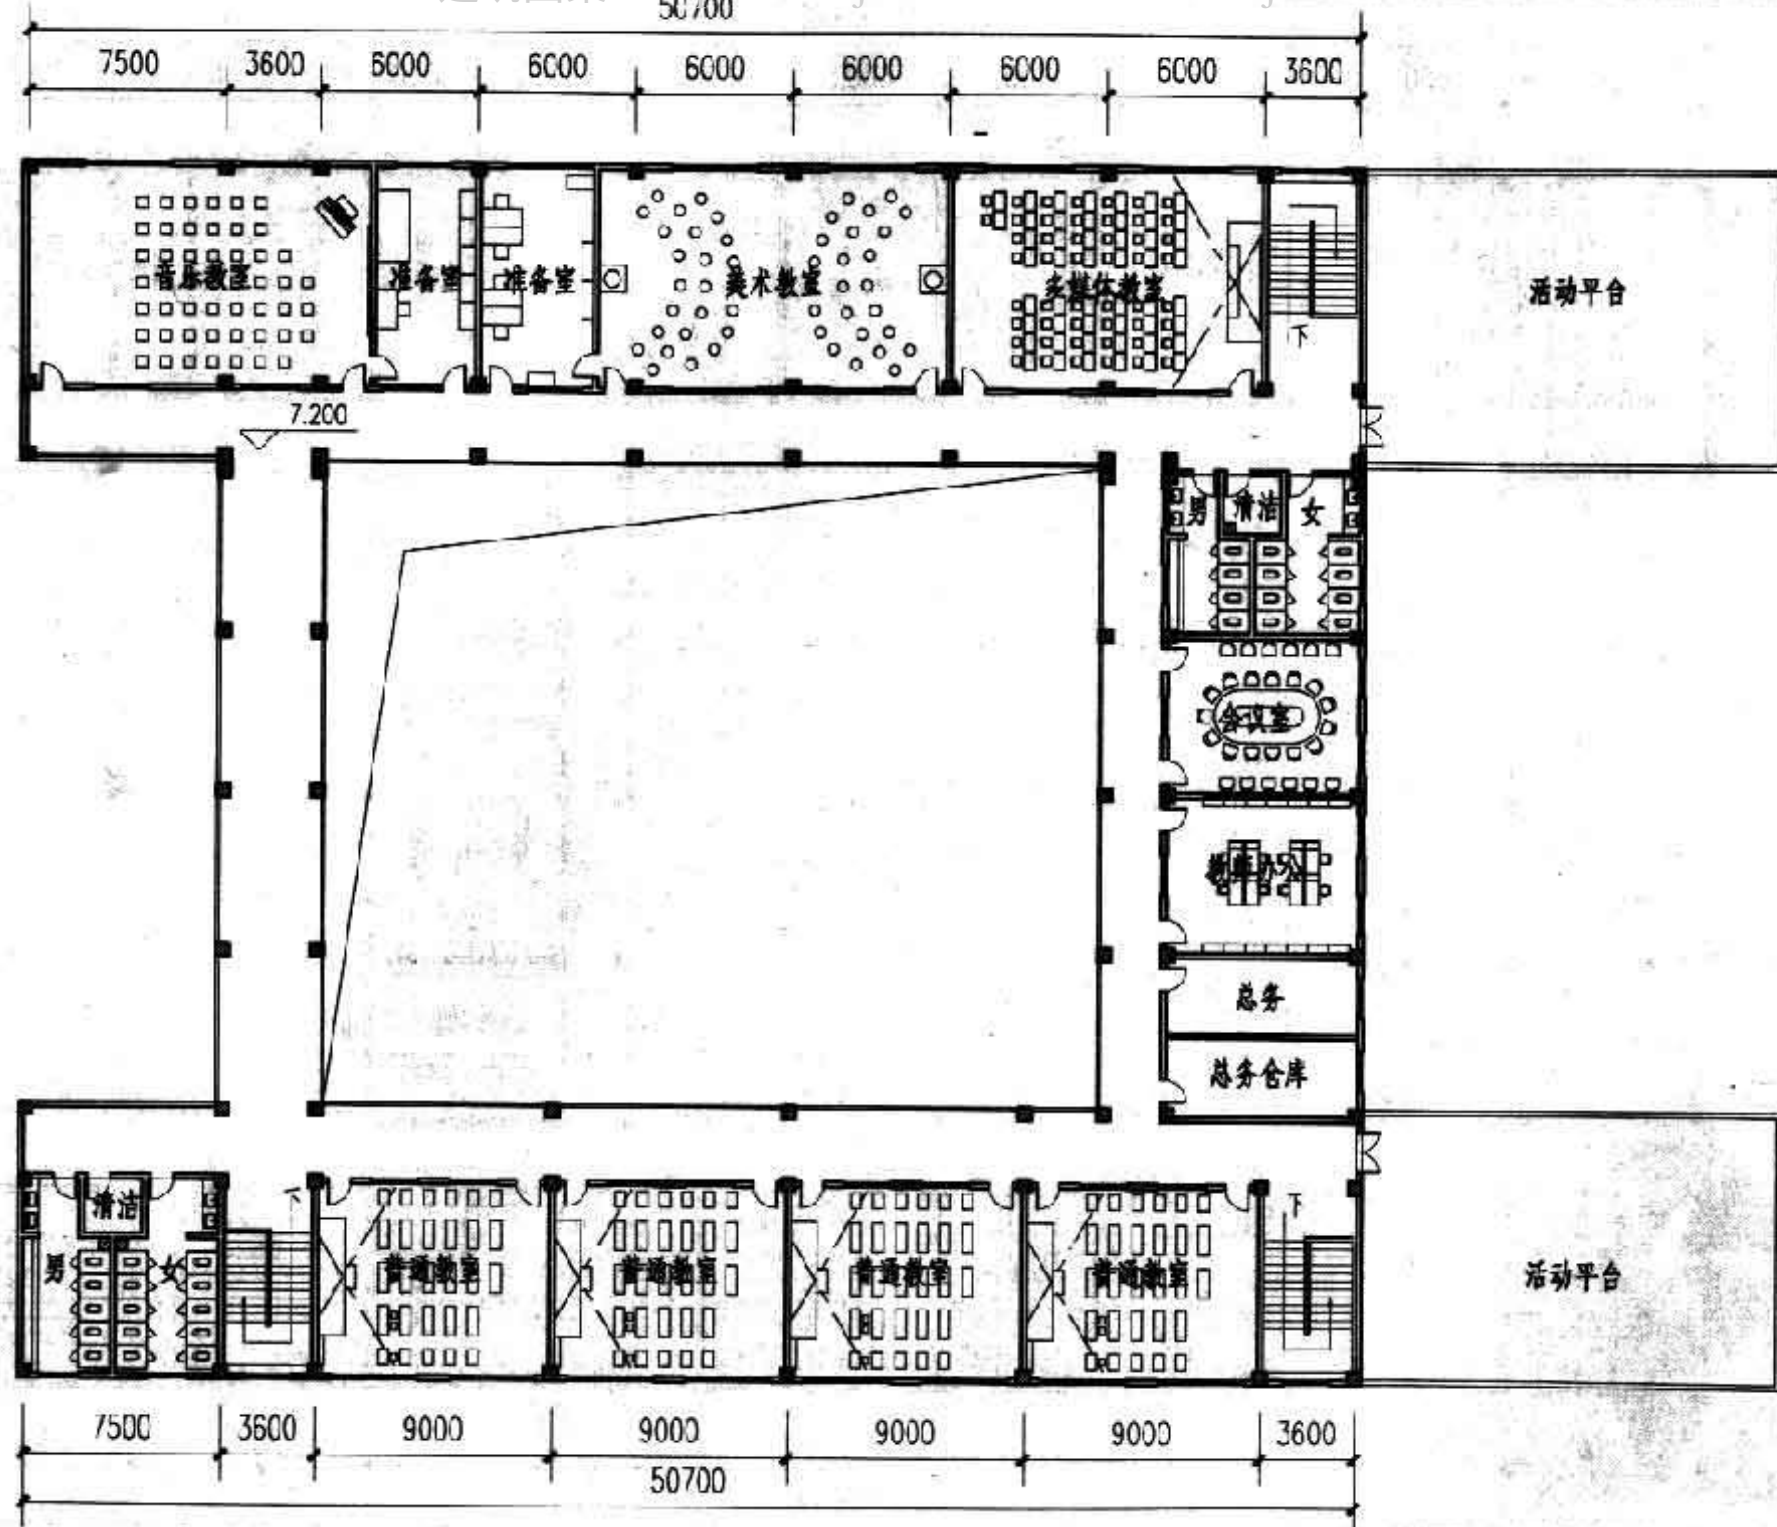 50700
7500 3600 6000 6000 6000 6000 6000 6000 3600
音乐教室 准备室 准备室 美术教室 多媒体教室 下 活动平台
7.200
男 清洁 女
会议室
教师办公
总务
总务仓库
男 清洁 女 下 普通教室 普通教室 普通教室 普通教室 下 活动平台
7500 3600 9000 9000 9000 9000 3600
50700